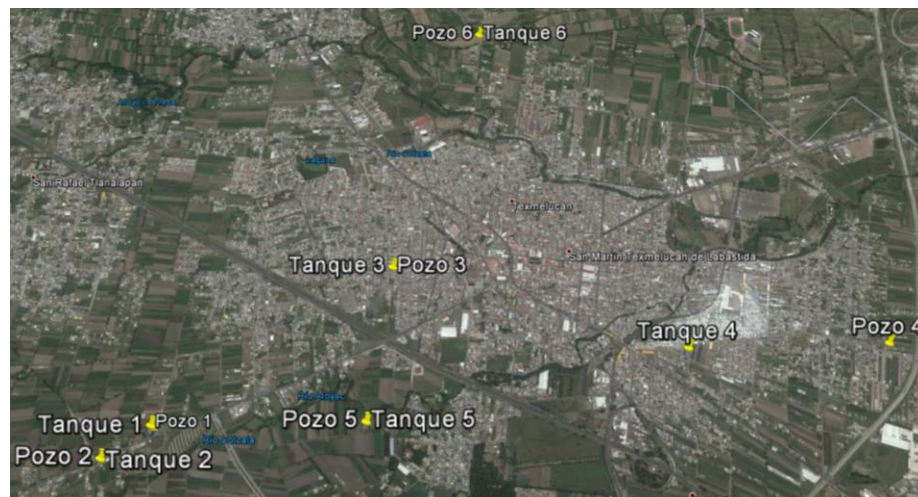 Pozo 6 Tanque 6
Laguna
San Rafael Tlanalapan
Texmelucan
San Martín Texmelucan de Labastida
Tanque 3 Pozo 3
Tanque 4
Pozo 4
Tanque 1 Pozo 1
Pozo 5 Tanque 5
Pozo 2 Tanque 2